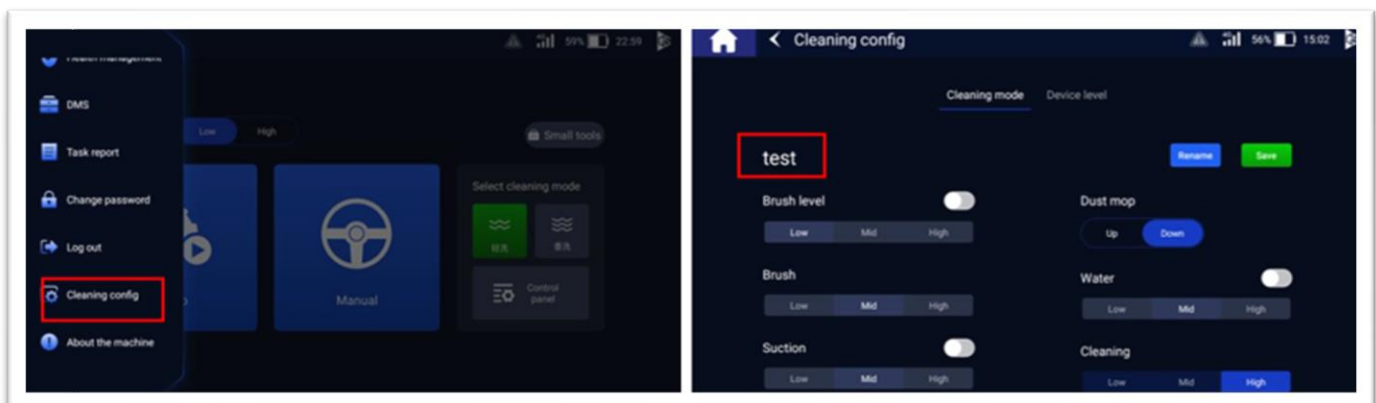 Health management
DMS
Task report
Change password
Log out
Cleaning config
About the machine
59% 22:59
Low High
Small tools
Select cleaning mode
轻洗
Control panel
Manual
Cleaning config
56% 15:02
Cleaning mode Device level
test
Rename Save
Brush level
Low Mid High
Dust mop
Up Down
Brush
Low Mid High
Water
Low Mid High
Suction
Low Mid High
Cleaning
Low Mid High